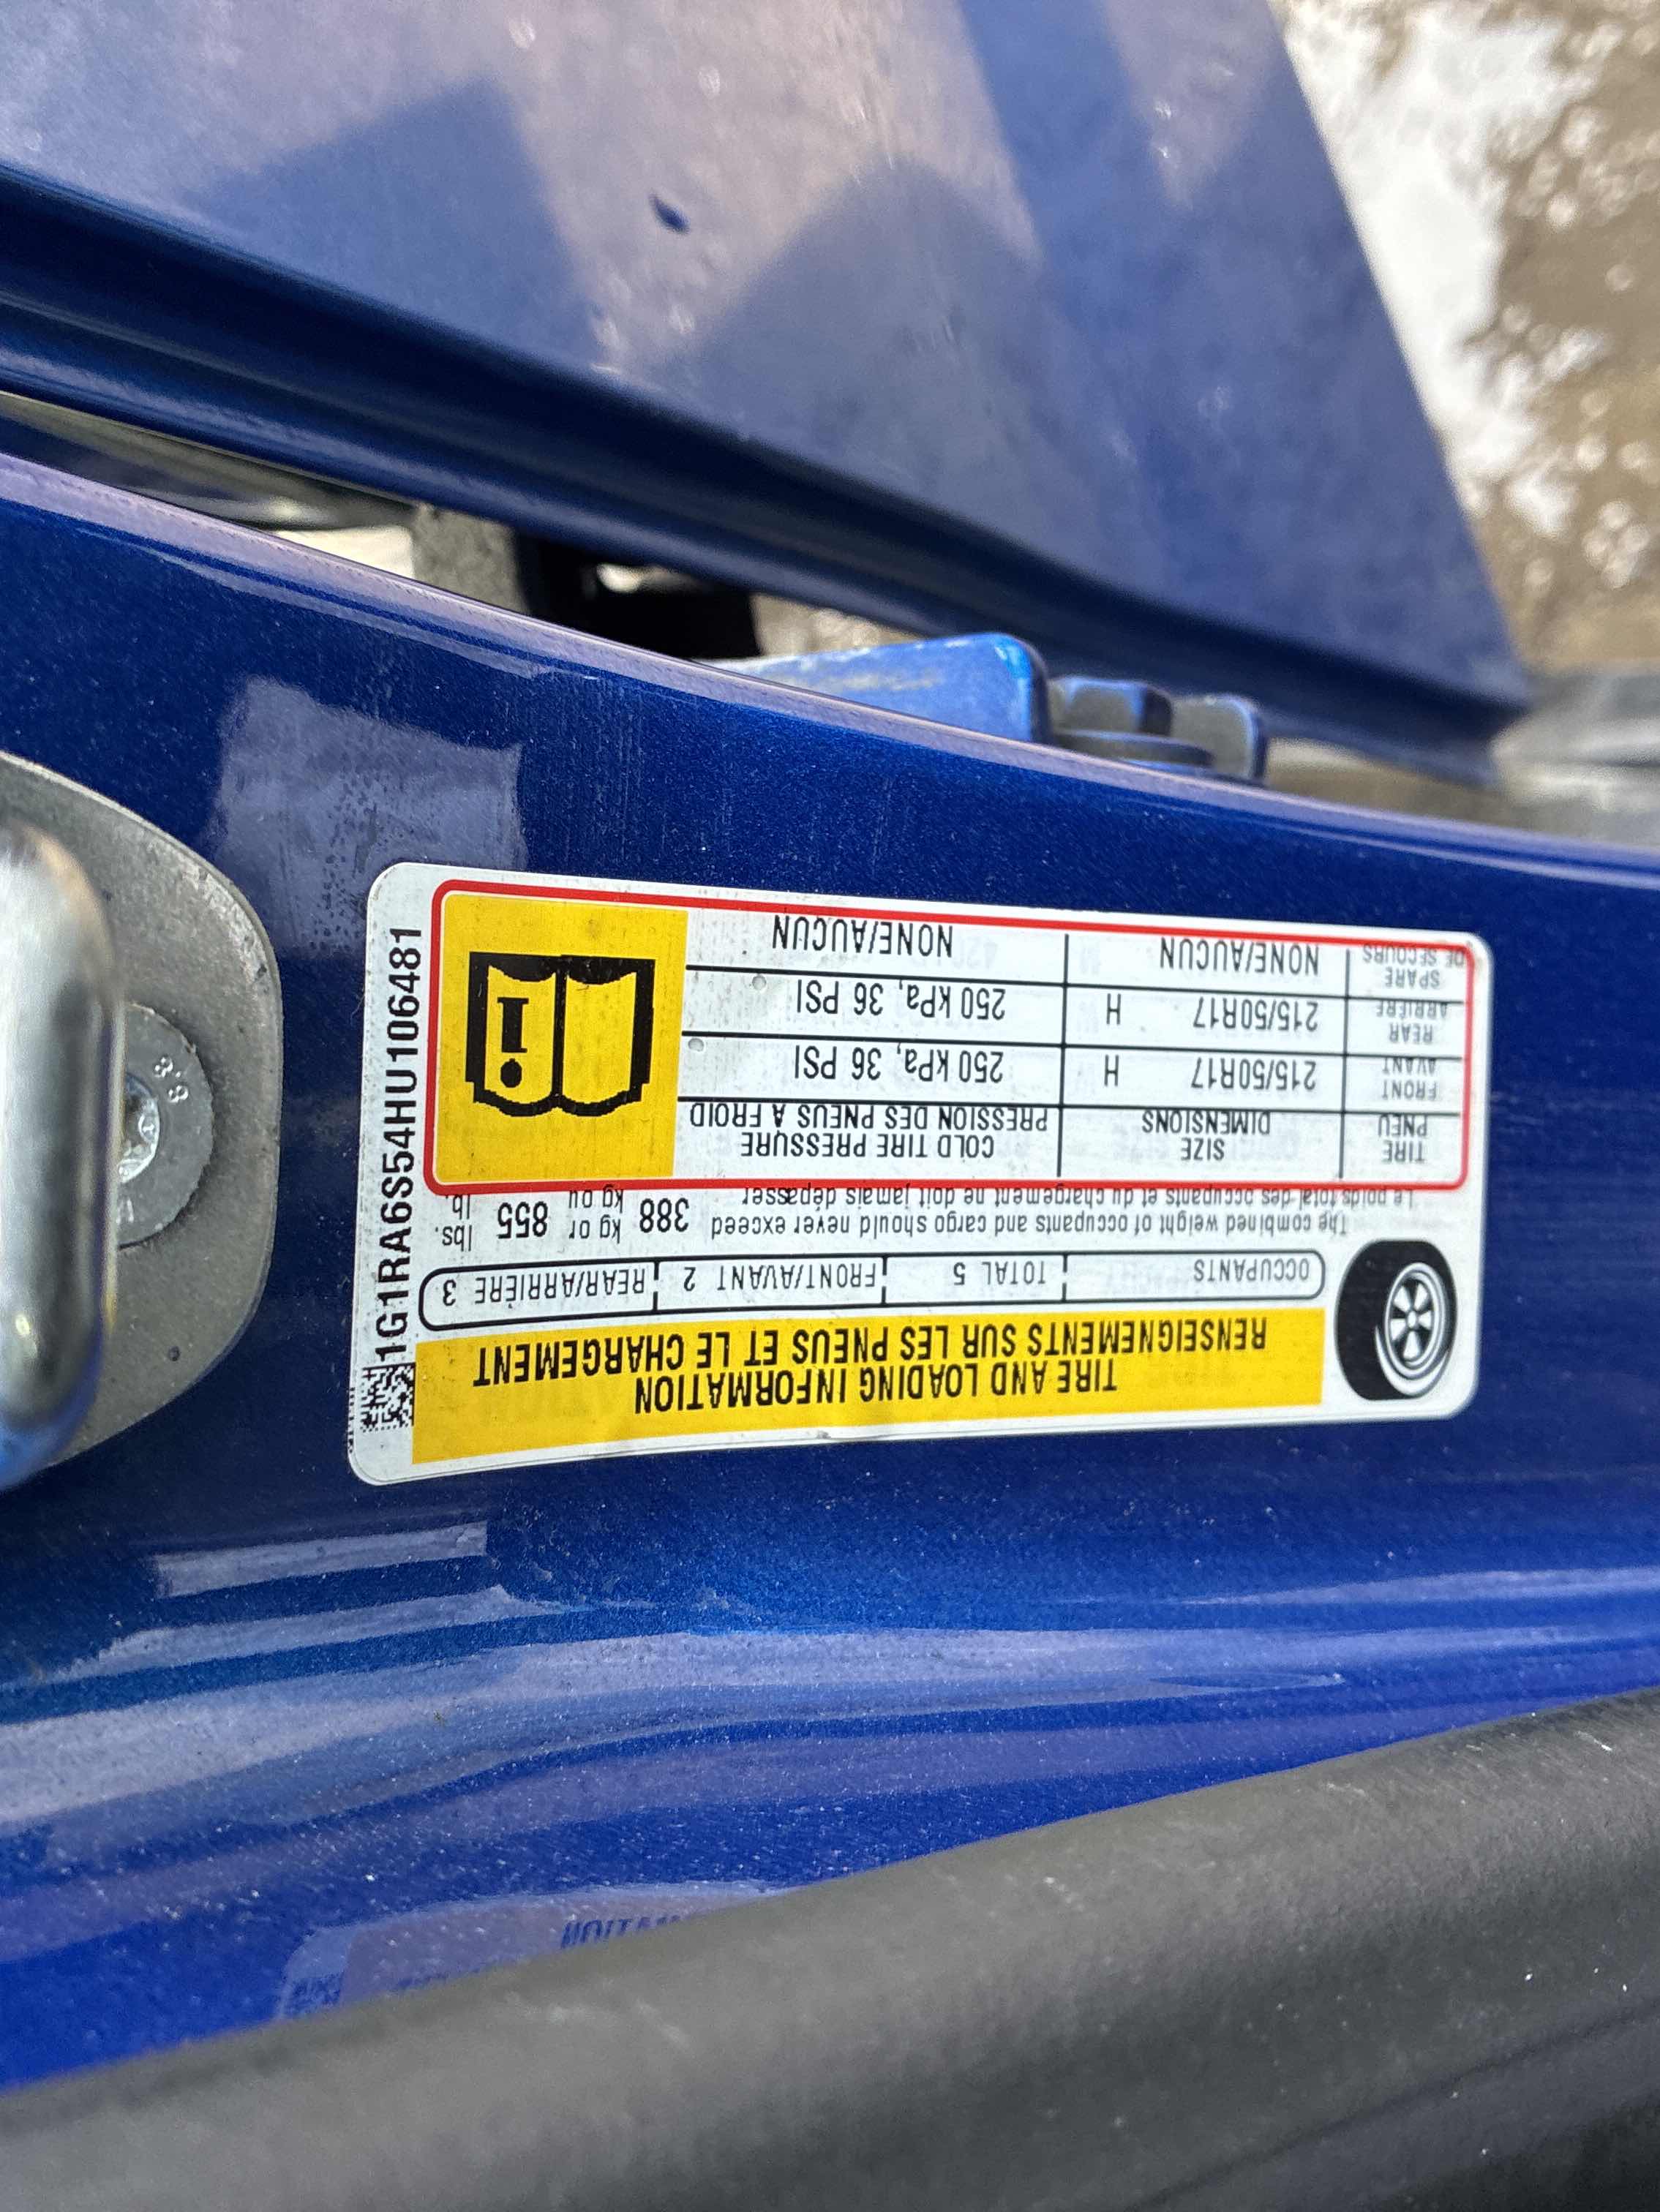 TIRE AND LOADING INFORMATION
RENSEIGNEMENTS SUR LES PNEUS ET LE CHARGEMENT
OCCUPANTS TOTAL 5 FRONT/AVANT 2 REAR/ARRIÈRE 3
The combined weight of occupants and cargo should never exceed 388 kg or 855 lbs.
Le poids total des occupants et du chargement ne doit jamais dépasser kg ou lb.
TIRE SIZE COLD TIRE PRESSURE
PNEU DIMENSIONS PRESSION DES PNEUS A FROID
FRONT
AVANT 215/50R17 H 250 kPa, 36 PSI
REAR
ARRIÈRE 215/50R17 H 250 kPa, 36 PSI
SPARE
DE SECOURS NONE/AUCUN NONE/AUCUN
1G1RA6S54HU106481
8.8